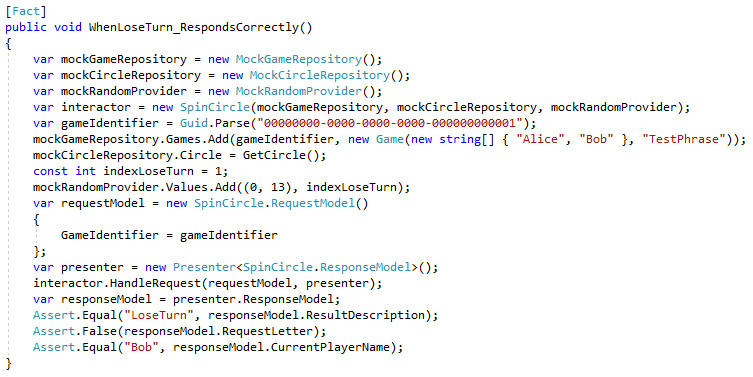 [Fact]
public void WhenLoseTurn_RespondsCorrectly()
{
    var mockGameRepository = new MockGameRepository();
    var mockCircleRepository = new MockCircleRepository();
    var mockRandomProvider = new MockRandomProvider();
    var interactor = new SpinCircle(mockGameRepository, mockCircleRepository, mockRandomProvider);
    var gameIdentifier = Guid.Parse("00000000-0000-0000-0000-000000000001");
    mockGameRepository.Games.Add(gameIdentifier, new Game(new string[] { "Alice", "Bob" }, "TestPhrase"));
    mockCircleRepository.Circle = GetCircle();
    const int indexLoseTurn = 1;
    mockRandomProvider.Values.Add((0, 13), indexLoseTurn);
    var requestModel = new SpinCircle.RequestModel()
    {
        GameIdentifier = gameIdentifier
    };
    var presenter = new Presenter<SpinCircle.ResponseModel>();
    interactor.HandleRequest(requestModel, presenter);
    var responseModel = presenter.ResponseModel;
    Assert.Equal("LoseTurn", responseModel.ResultDescription);
    Assert.False(responseModel.RequestLetter);
    Assert.Equal("Bob", responseModel.CurrentPlayerName);
}